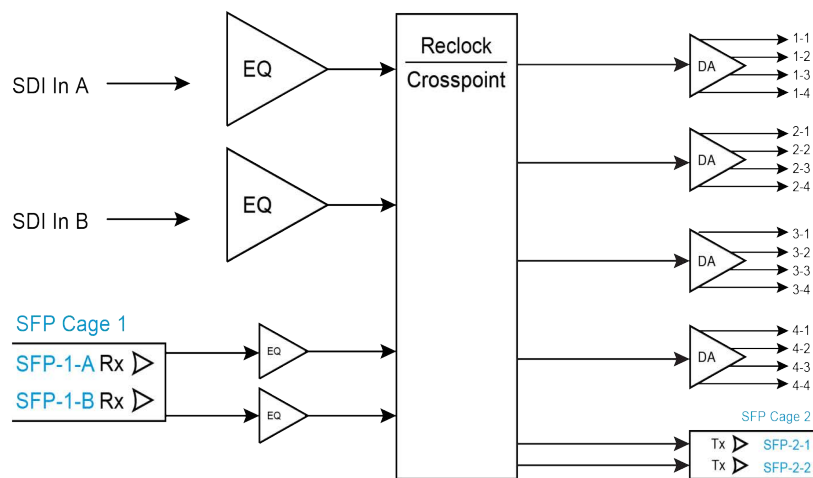 SDI In A
EQ
Reclock
Crosspoint
DA
1-1
1-2
1-3
1-4
SDI In B
EQ
DA
2-1
2-2
2-3
2-4
DA
3-1
3-2
3-3
3-4
SFP Cage 1
SFP-1-A Rx
SFP-1-B Rx
EQ
EQ
DA
4-1
4-2
4-3
4-4
SFP Cage 2
Tx SFP-2-1
Tx SFP-2-2